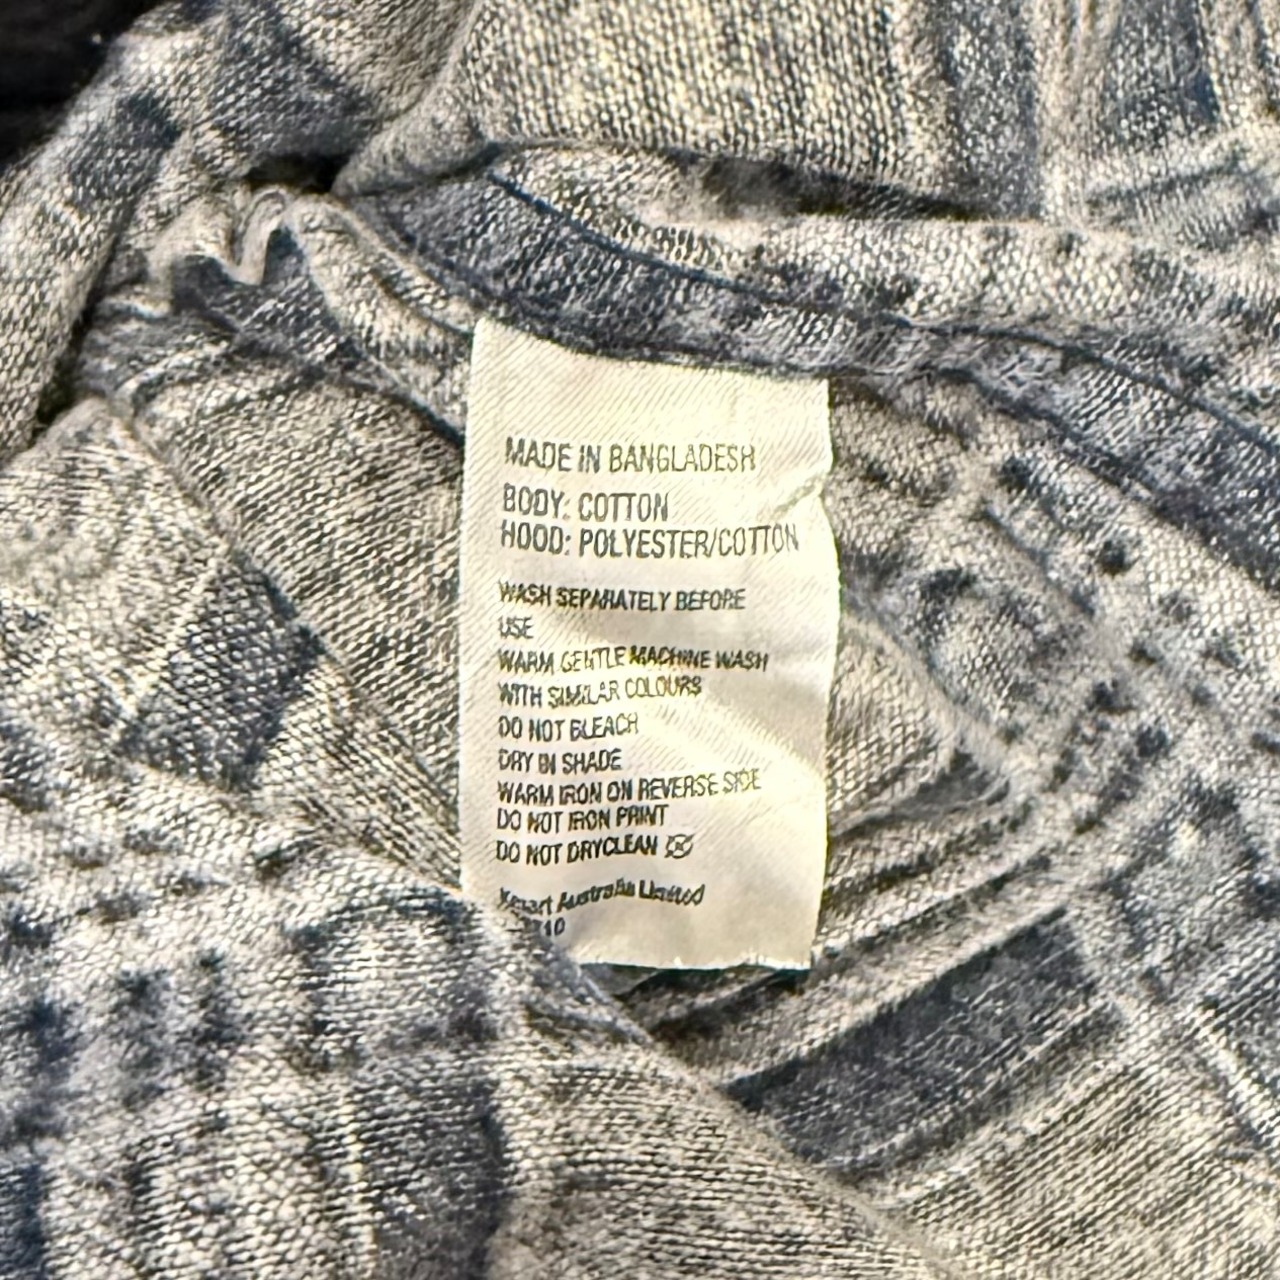 MADE IN BANGLADESH
BODY: COTTON
HOOD: POLYESTER/COTTON
WASH SEPARATELY BEFORE
USE
WARM GENTLE MACHINE WASH
WITH SIMILAR COLOURS
DO NOT BLEACH
DRY IN SHADE
WARM IRON ON REVERSE SIDE
DO NOT IRON PRINT
DO NOT DRYCLEAN
Kmart Australia Limited